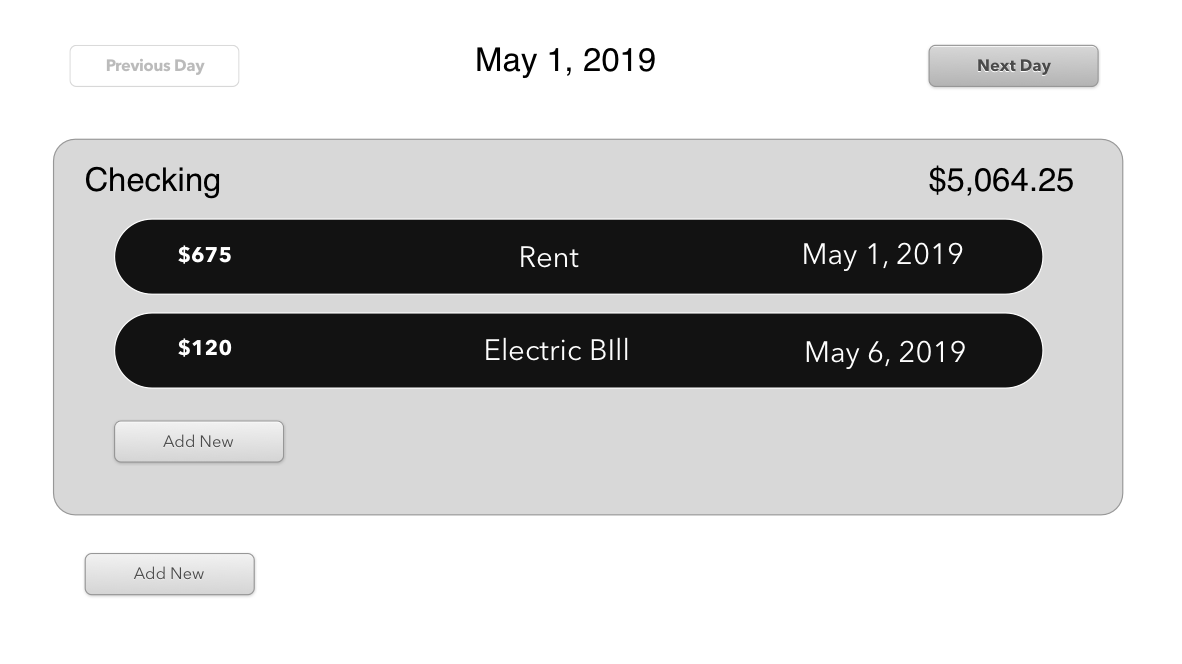 Previous Day
May 1, 2019
Next Day
Checking
$5,064.25
$675
Rent
May 1, 2019
$120
Electric BIll
May 6, 2019
Add New
Add New